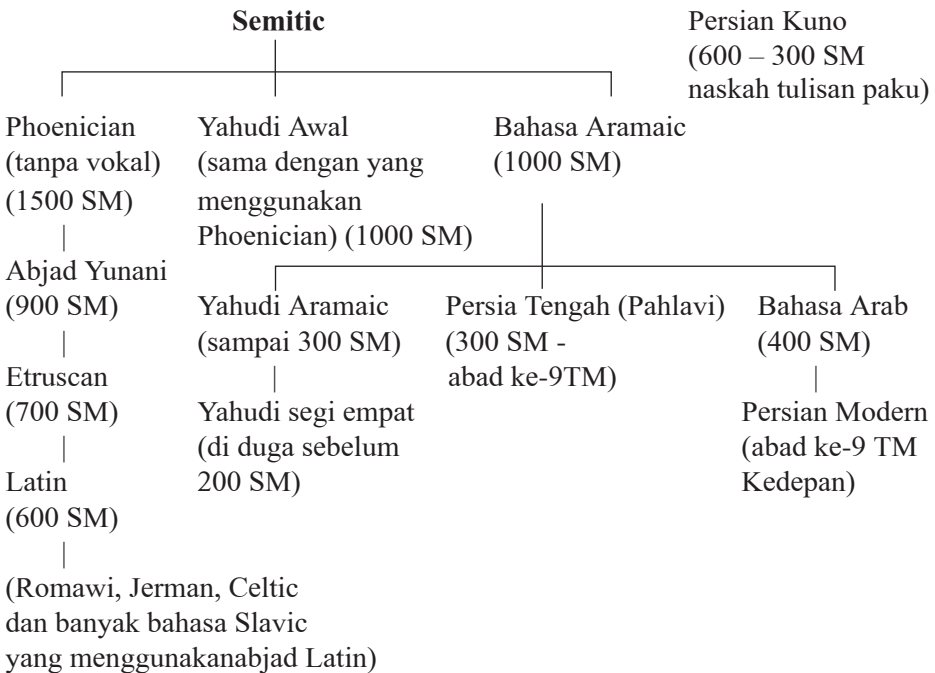 Semitic
Persian Kuno
(600 – 300 SM
naskah tulisan paku)
Phoenician
(tanpa vokal)
(1500 SM)
Yahudi Awal
(sama dengan yang
menggunakan
Phoenician) (1000 SM)
Bahasa Aramaic
(1000 SM)
Abjad Yunani
(900 SM)
Etruscan
(700 SM)
Latin
(600 SM)
(Romawi, Jerman, Celtic
dan banyak bahasa Slavic
yang menggunakanabjad Latin)
Yahudi Aramaic
(sampai 300 SM)
Yahudi segi empat
(di duga sebelum
200 SM)
Persia Tengah (Pahlavi)
(300 SM -
abad ke-9TM)
Bahasa Arab
(400 SM)
Persian Modern
(abad ke-9 TM
Kedepan)